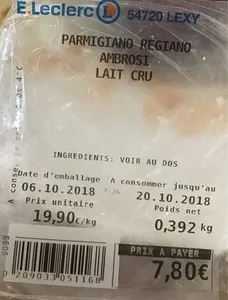 E.Leclerc L 54720 LEXY
PARMIGIANO REGIANO
AMBROSI
LAIT CRU
INGREDIENTS: VOIR AU DOS
Date d'emballage A consommer jusqu'au
06.10.2018 20.10.2018
Prix unitaire Poids net
19,90€/kg 0,392 kg
PRIX A PAYER
7,80€
0209033051168